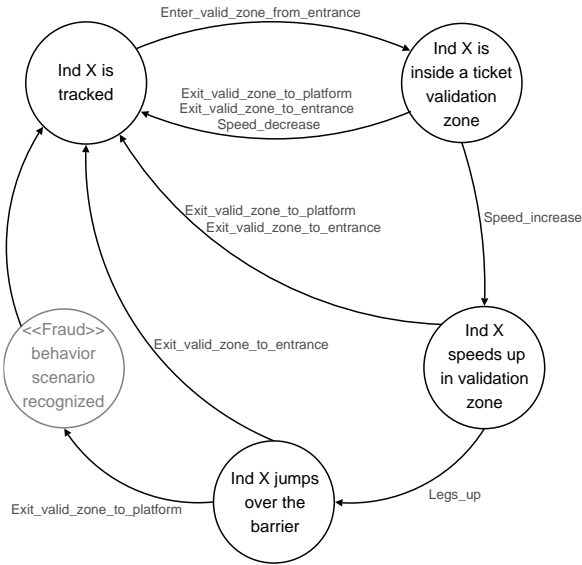 Enter_valid_zone_from_entrance
Ind X is
tracked
Ind X is
inside a ticket
validation
zone
Exit_valid_zone_to_platform
Exit_valid_zone_to_entrance
Speed_decrease
Exit_valid_zone_to_platform
Exit_valid_zone_to_entrance
Speed_increase
<<Fraud>>
behavior
scenario
recognized
Exit_valid_zone_to_entrance
Ind X
speeds up
in validation
zone
Ind X jumps
over the
barrier
Legs_up
Exit_valid_zone_to_platform